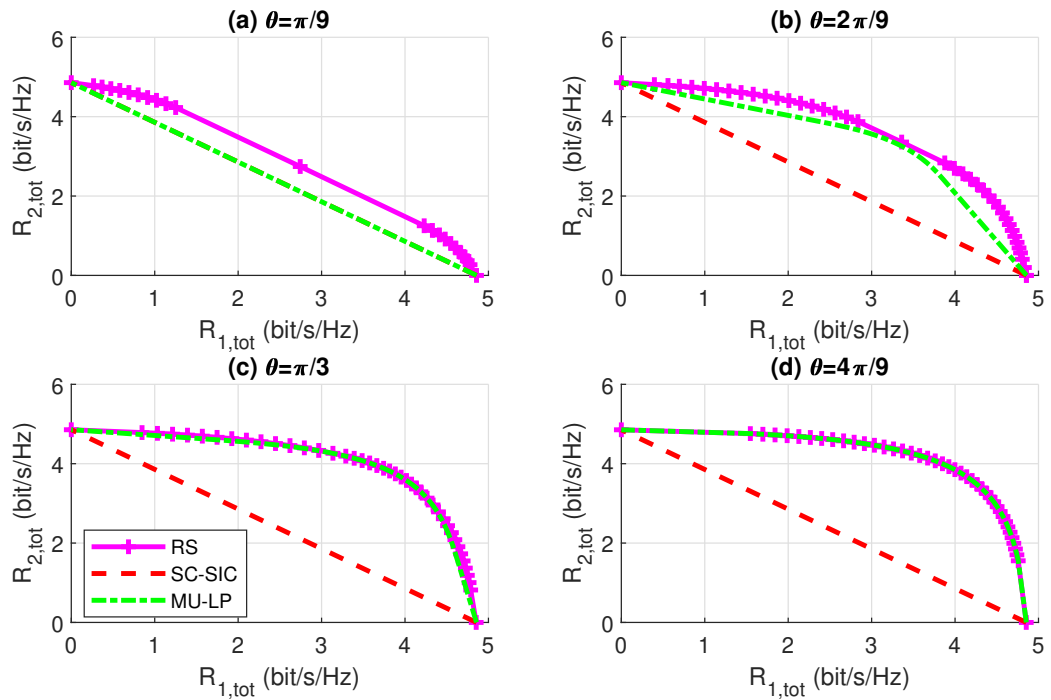 (a) θ=π/9
R2,tot (bit/s/Hz)
6
4
2
0
0 1 2 3 4 5
R1,tot (bit/s/Hz)
(b) θ=2π/9
R2,tot (bit/s/Hz)
6
4
2
0
0 1 2 3 4 5
R1,tot (bit/s/Hz)
(c) θ=π/3
R2,tot (bit/s/Hz)
6
4
2
0
RS
SC-SIC
MU-LP
0 1 2 3 4 5
R1,tot (bit/s/Hz)
(d) θ=4π/9
R2,tot (bit/s/Hz)
6
4
2
0
0 1 2 3 4 5
R1,tot (bit/s/Hz)